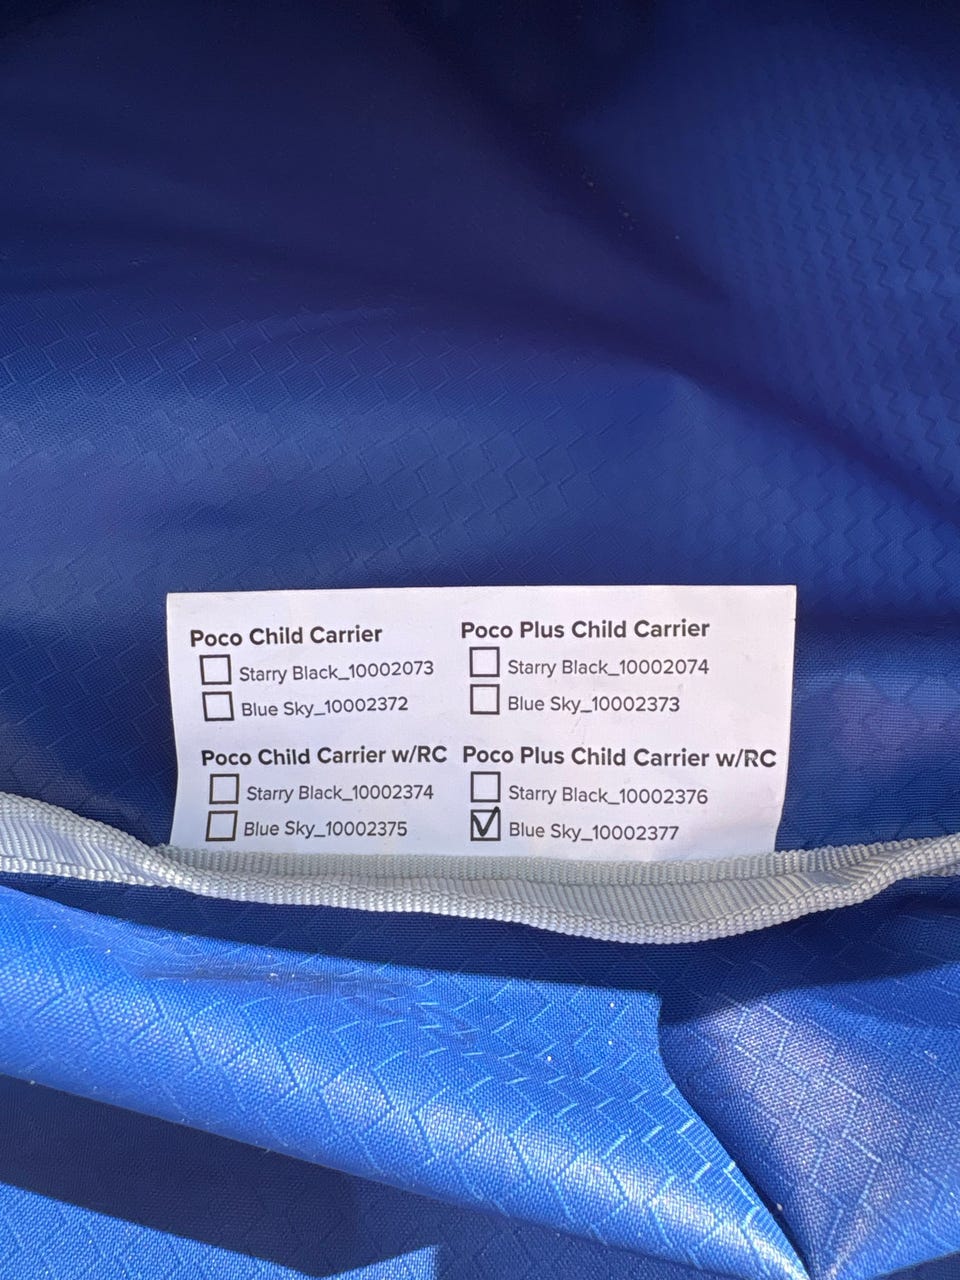 Poco Child Carrier
Starry Black_10002073
Blue Sky_10002372
Poco Plus Child Carrier
Starry Black_10002074
Blue Sky_10002373
Poco Child Carrier w/RC
Starry Black_10002374
Blue Sky_10002375
Poco Plus Child Carrier w/RC
Starry Black_10002376
Blue Sky_10002377